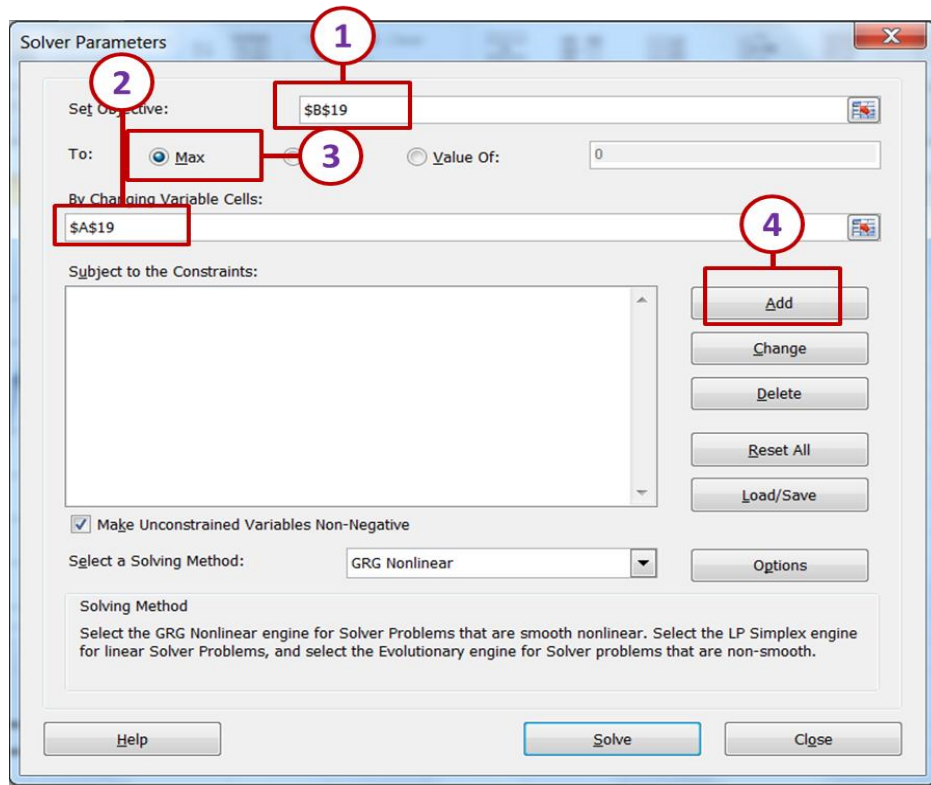 Solver Parameters
1
X
2
Set Objective:
$B$19
To:
Max
3
Value Of:
0
By Changing Variable Cells:
$A$19
4
Subject to the Constraints:
Add
Change
Delete
Reset All
Load/Save
Make Unconstrained Variables Non-Negative
Select a Solving Method:
GRG Nonlinear
Options
Solving Method
Select the GRG Nonlinear engine for Solver Problems that are smooth nonlinear. Select the LP Simplex engine
for linear Solver Problems, and select the Evolutionary engine for Solver problems that are non-smooth.
Help
Solve
Close